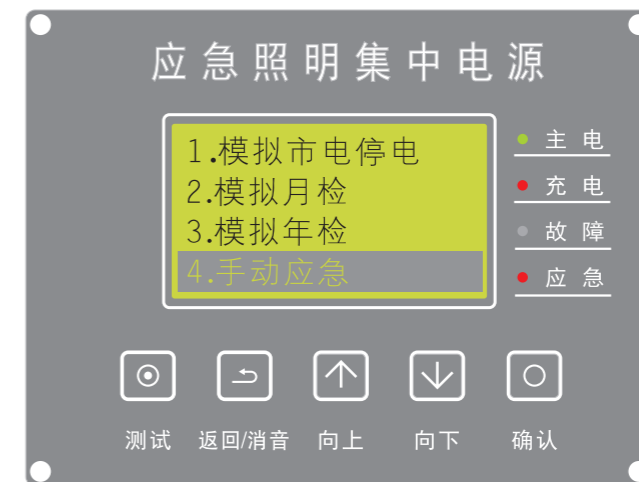 应急照明集中电源
1.模拟市电停电
2.模拟月检
3.模拟年检
4.手动应急
主电
充电
故障
应急
测试 返回/消音 向上 向下 确认